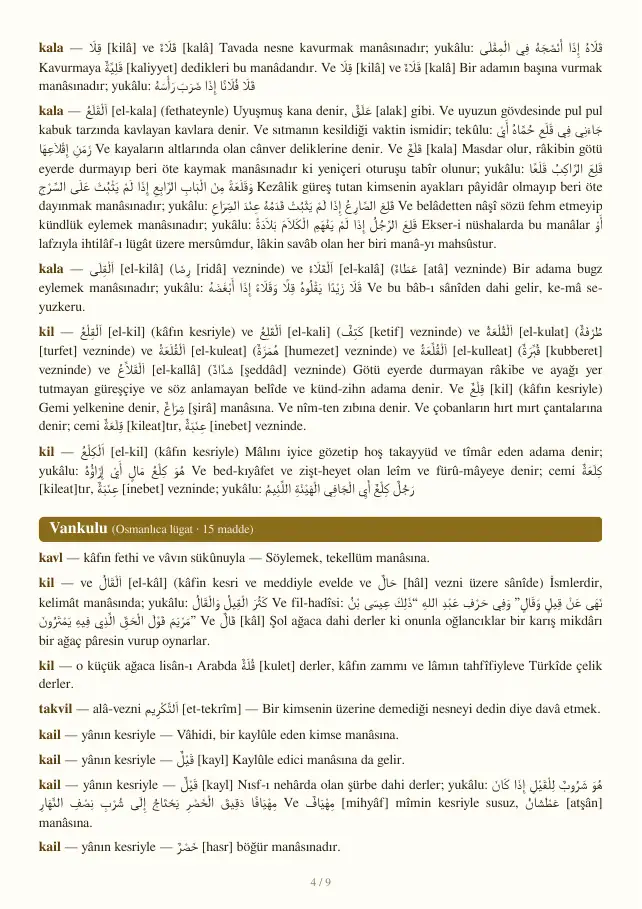 kala — قِلَا [kilâ] ve قَلَاءٌ [kalâ] Tavada nesne kavurmak manâsınadır; yukâlu: قَلَاهُ إِذَا أَنْضَجَهُ فِي الْمِقْلَى
Kavurmaya قَلِيَّةٌ [kaliyyet] dedikleri bu manâdandır. Ve قِلَا [kilâ] ve قَلَاءٌ [kalâ] Bir adamın başına vurmak
manâsınadır; yukâlu: قَلَا فُلَانًا إِذَا ضَرَبَ رَأْسَهُ
kala — اَلْقَلَعُ [el-kala] (fethateynle) Uyuşmuş kana denir, عَلَقٌ [alak] gibi. Ve uyuzun gövdesinde pul pul
kabuk tarzında kavlayan kavlara denir. Ve sıtmanın kesildiği vaktin ismidir; tekûlu: جَاءَنِي فِي قَلَعِ حُمَّاهُ أَيْ
زَمَنِ إِقْلَاعِهَا Ve kayaların altlarında olan cânver deliklerine denir. Ve قَلَعٌ [kala] Masdar olur, râkibin götü
eyerde durmayıp beri öte kaymak manâsınadır ki yeniçeri oturuşu tabîr olunur; yukâlu: قَلِعَ الرَّاكِبُ قَلَعًا
وَقَلَعَةً مِنَ الْبَابِ الرَّابِعِ إِذَا لَمْ يَثْبُتْ عَلَى السَّرْجِ Kezâlik güreş tutan kimsenin ayakları pâyidâr olmayıp beri öte
dayınmak manâsınadır; yukâlu: قَلِعَ الصَّارِعُ إِذَا لَمْ يَثْبُتْ قَدَمُهُ عِنْدَ الصِّرَاعِ Ve belâdetten nâşî sözü fehm etmeyip
kündlük eylemek manâsınadır; yukâlu: قَلِعَ الرَّجُلُ إِذَا لَمْ يَفْهَمِ الْكَلَامَ بَلَادَةً Ekser-i nüshalarda bu manâlar أَوْ
lafzıyla ihtilâf-ı lügât üzere mersûmdur, lâkin savâb olan her biri manâ-yı mahsûstur.
kala — اَلْقِلَى [el-kilâ] (رِضَا [ridâ] vezninde) ve اَلْقَلَاءُ [el-kalâ] (عَطَاءٌ [atâ] vezninde) Bir adama bugz
eylemek manâsınadır; yukâlu: قَلَا زَيْدًا يَقْلُوهُ قِلًا وَقَلَاءً إِذَا أَبْغَضَهُ Ve bu bâb-ı sânîden dahi gelir, ke-mâ se-
yuzkeru.
kil — اَلْقِلْعُ [el-kil] (kâfın kesriyle) ve اَلْقَلِعُ [el-kali] (كَتِفٌ [ketif] vezninde) ve اَلْقُلْعَةُ [el-kulat] (طُرْفَةٌ
[turfet] vezninde) ve اَلْقُلَعَةُ [el-kuleat] (هُمَزَةٌ [humezet] vezninde) ve اَلْقُلَّعَةُ [el-kulleat] (قُبَّرَةٌ [kubberet]
vezninde) ve اَلْقَلَّاعُ [el-kallâ] (شَدَّادٌ [şeddâd] vezninde) Götü eyerde durmayan râkibe ve ayağı yer
tutmayan güreşçiye ve söz anlamayan belîde ve künd-zihn adama denir. Ve قِلْعٌ [kil] (kâfın kesriyle)
Gemi yelkenine denir, شِرَاعٌ [şirâ] manâsına. Ve nîm-ten zıbına denir. Ve çobanların hırt mırt çantalarına
denir; cemi قِلَعَةٌ [kileat]tır, عِنَبَةٌ [inebet] vezninde.
kil — اَلْكِلْعُ [el-kil] (kâfın kesriyle) Mâlını iyice gözetip hoş takayyüd ve tîmâr eden adama denir;
yukâlu: هُوَ كِلْعُ مَالٍ أَيْ إِزَاؤُهُ Ve bed-kıyâfet ve zişt-heyet olan leîm ve fürû-mâyeye denir; cemi كِلَعَةٌ
[kileat]tır, عِنَبَةٌ [inebet] vezninde; yukâlu: رَجُلٌ كِلْعٌ أَيِ الْجَافِي الْهَيْئَةِ اللَّئِيمُ
Vankulu (Osmanlıca lügat · 15 madde)
kavl — kâfın fethi ve vâvın sükûnuyla — Söylemek, tekellüm manâsına.
kil — ve اَلْقَالُ [el-kâl] (kâfin kesri ve meddiyle evelde ve حَالٌ [hâl] vezni üzere sânîde) İsmlerdir,
kelimât manâsında; yukâlu: كَثُرَ الْقِيلُ وَالْقَالُ Ve fil-hadîsi: نَهَى عَنْ قِيلٍ وَقَالٍ" وَفِي حَرْفِ عَبْدِ اللهِ "ذَلِكَ عِيسَى بْنُ
مَرْيَمَ قَوْلَ الْحَقِّ الَّذِي فِيهِ يَمْتَرُونَ" Ve قَالٌ [kâl] Şol ağaca dahi derler ki onunla oğlancıklar bir karış mikdârı
bir ağaç pâresin vurup oynarlar.
kil — o küçük ağaca lisân-ı Arabda قُلَةٌ [kulet] derler, kâfın zammı ve lâmın tahfîfiyleve Türkîde çelik
derler.
takvil — alâ-vezni اَلتَّكْرِيم [et-tekrîm] — Bir kimsenin üzerine demediği nesneyi dedin diye davâ etmek.
kail — yânın kesriyle — Vâhidi, bir kaylûle eden kimse manâsına.
kail — yânın kesriyle — قَيْلٌ [kayl] Kaylûle edici manâsına da gelir.
kail — yânın kesriyle — قَيْلٌ [kayl] Nısf-ı nehârda olan şürbe dahi derler; yukâlu: هُوَ شَرُوبٌ لِلْقَيْلِ إِذَا كَانَ
مِهْيَافًا دَقِيقَ الْخَصْرِ يَحْتَاجُ إِلَى شُرْبِ نِصْفِ النَّهَارِ Ve مِهْيَافٌ [mihyâf] mîmin kesriyle susuz, عَطْشَانُ [atşân]
manâsına.
kail — yânın kesriyle — خَصْرٌ [hasr] böğür manâsınadır.
4 / 9